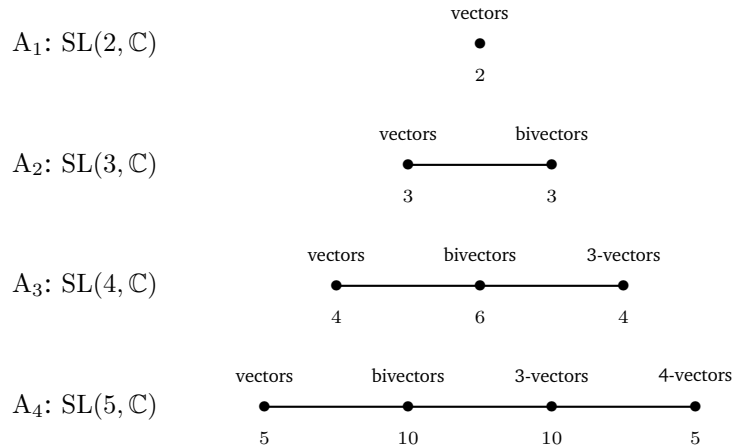 vectors
A₁: SL(2, ℂ)
2
vectors bivectors
A₂: SL(3, ℂ)
3 3
vectors bivectors 3-vectors
A₃: SL(4, ℂ)
4 6 4
vectors bivectors 3-vectors 4-vectors
A₄: SL(5, ℂ)
5 10 10 5